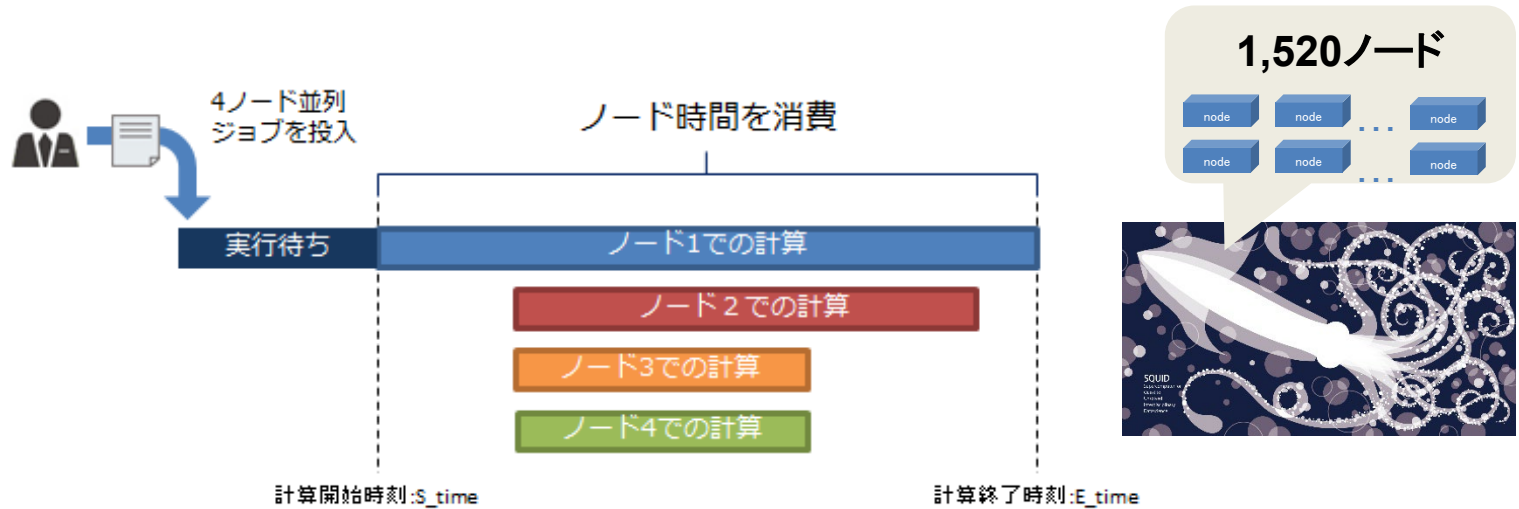 4ノード並列
ジョブを投入
ノード時間を消費
実行待ち
ノード1での計算
ノード２での計算
ノード3での計算
ノード4での計算
計算開始時刻:S_time
計算終了時刻:E_time
1,520ノード
node
node
...
node
node
node
...
node
SQUID